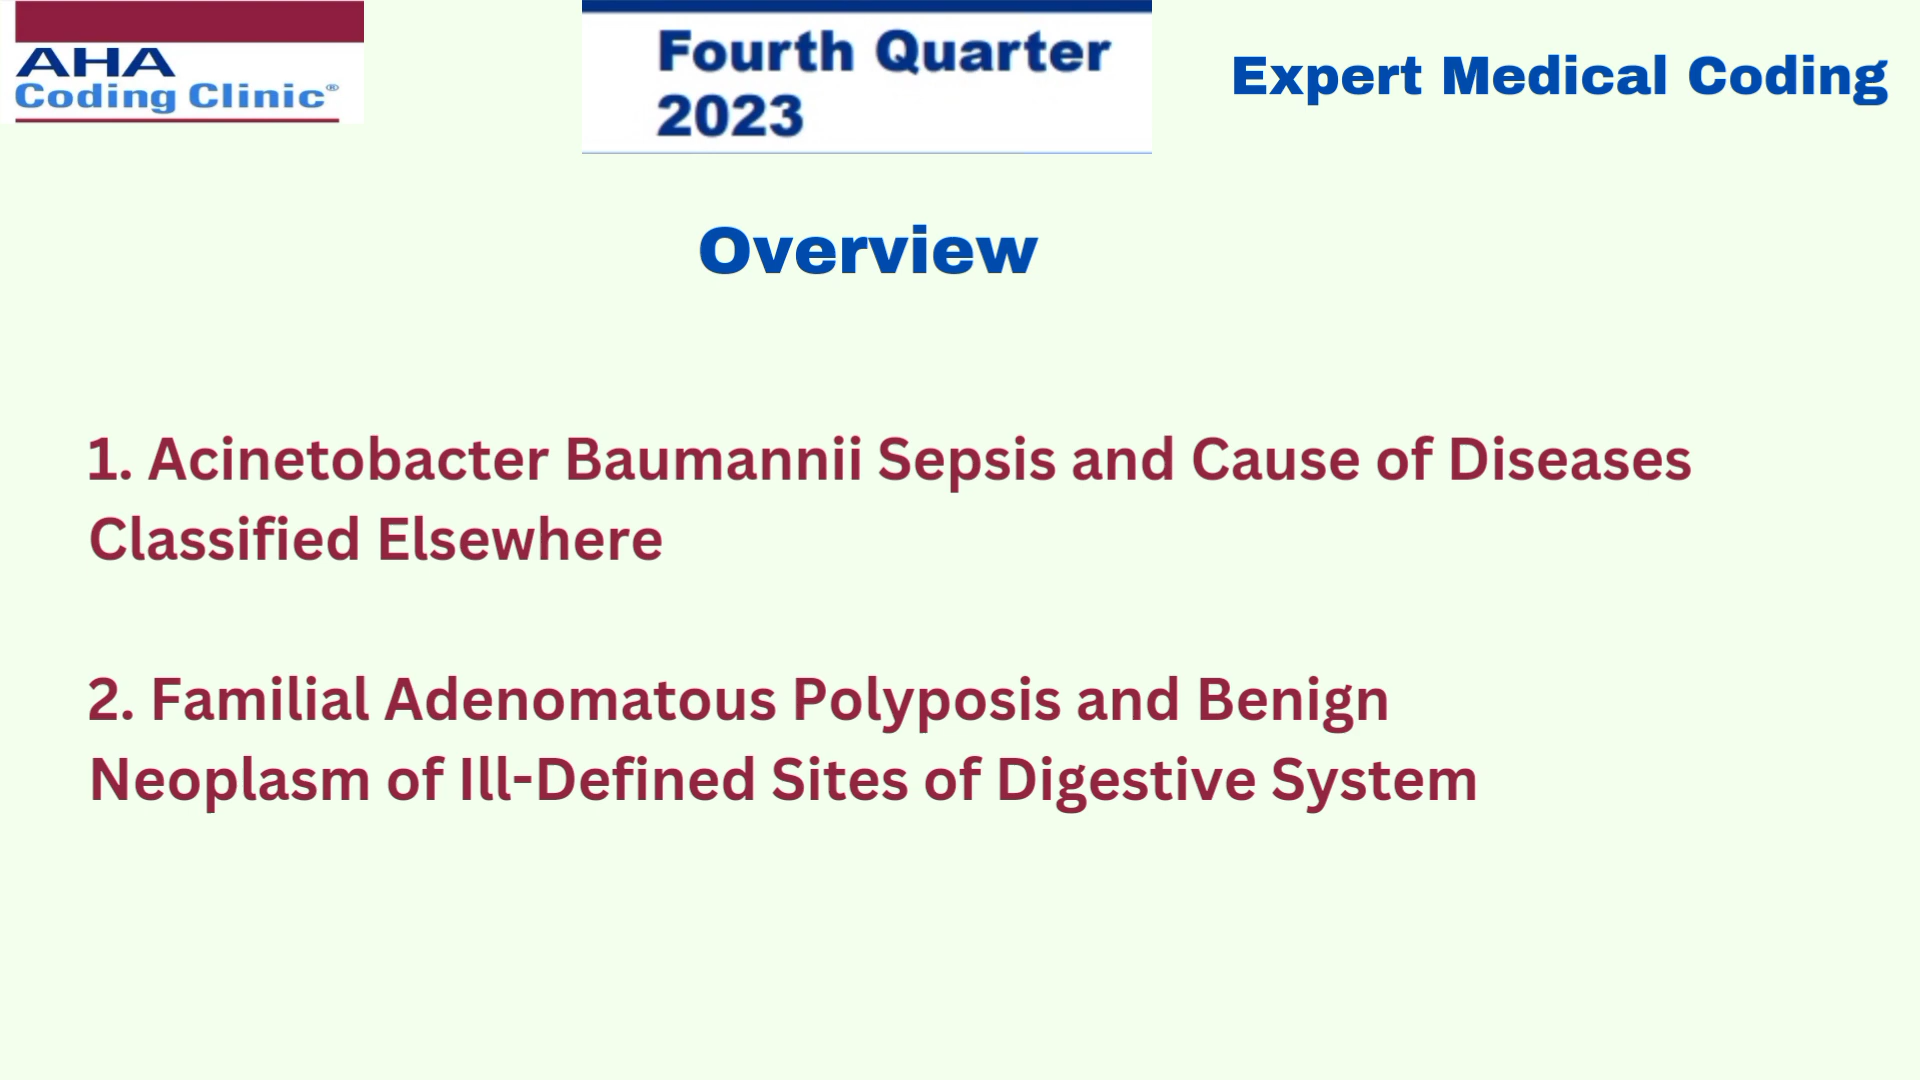 AHA
Coding Clinic®
Fourth Quarter
2023
Expert Medical Coding
Overview
1. Acinetobacter Baumannii Sepsis and Cause of Diseases
Classified Elsewhere
2. Familial Adenomatous Polyposis and Benign
Neoplasm of Ill-Defined Sites of Digestive System